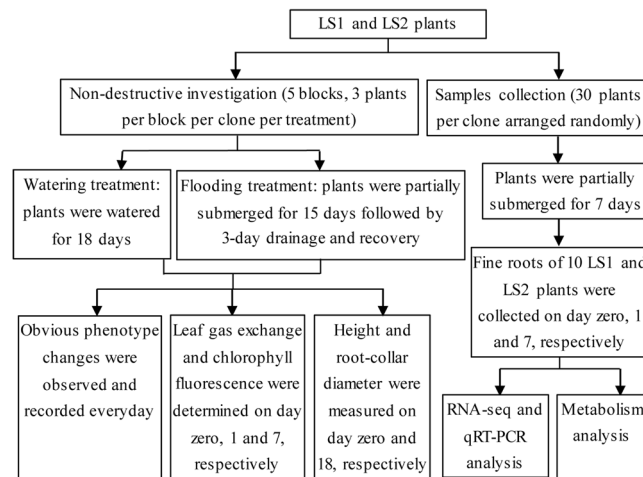 LS1 and LS2 plants
Non-destructive investigation (5 blocks, 3 plants
per block per clone per treatment)
Samples collection (30 plants
per clone arranged randomly)
Watering treatment:
plants were watered
for 18 days
Flooding treatment: plants were partially
submerged for 15 days followed by
3-day drainage and recovery
Plants were partially
submerged for 7 days
Fine roots of 10 LS1 and
LS2 plants were
collected on day zero, 1
and 7, respectively
Obvious phenotype
changes were
observed and
recorded everyday
Leaf gas exchange
and chlorophyll
fluorescence were
determined on day
zero, 1 and 7,
respectively
Height and
root-collar
diameter were
measured on
day zero and
18, respectively
RNA-seq and
qRT-PCR
analysis
Metabolism
analysis